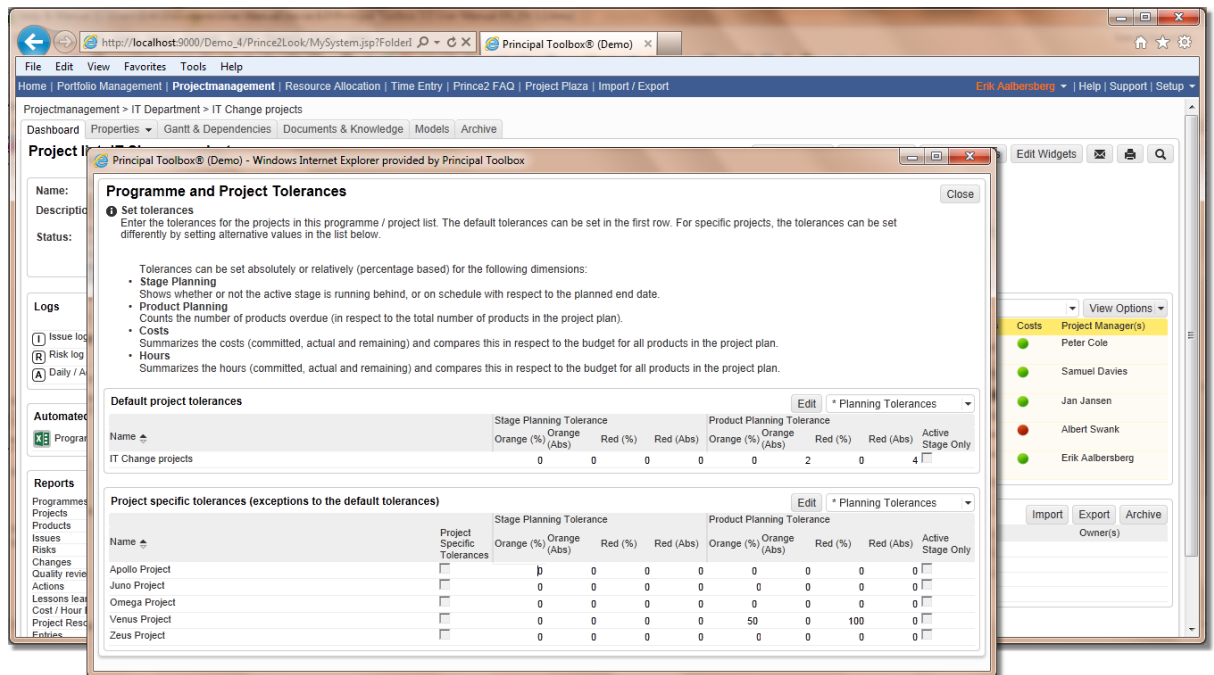 http://localhost:9000/Demo_4/Prince2Look/MySystem.jsp?FolderI
Principal Toolbox® (Demo)
File Edit View Favorites Tools Help
Home | Portfolio Management | Projectmanagement | Resource Allocation | Time Entry | Prince2 FAQ | Project Plaza | Import / Export
Erik Aalbersberg | Help | Support | Setup
Projectmanagement > IT Department > IT Change projects
Dashboard Properties Gantt & Dependencies Documents & Knowledge Models Archive
Project
Edit Widgets
Principal Toolbox® (Demo) - Windows Internet Explorer provided by Principal Toolbox
Programme and Project Tolerances
Close
Name:
Status:
Set tolerances
Enter the tolerances for the projects in this programme / project list. The default tolerances can be set in the first row. For specific projects, the tolerances can be set
differently by setting alternative values in the list below.
Tolerances can be set absolutely or relatively (percentage based) for the following dimensions:
• Stage Planning
Shows whether or not the active stage is running behind, or on schedule with respect to the planned end date.
• Product Planning
Counts the number of products overdue (in respect to the total number of products in the project plan).
• Costs
Summarizes the costs (committed, actual and remaining) and compares this in respect to the budget for all products in the project plan.
• Hours
Summarizes the hours (committed, actual and remaining) and compares this in respect to the budget for all products in the project plan.
Logs
I Issue log
R Risk log
A Daily /
Automated
Reports
Programmes
Projects
Products
Issues
Risks
Changes
Quality
Actions
Lessons
Cost / Hour
Project
Entries
View Options
Costs Project Manager(s)
Peter Cole
Samuel Davies
Jan Jansen
Albert Swank
Erik Aalbersberg
Import Export Archive
Owner(s)
Default project tolerances
Edit * Planning Tolerances
Stage Planning Tolerance Product Planning Tolerance
Name Orange (%) Orange (Abs) Red (%) Red (Abs) Orange (%) Orange (Abs) Red (%) Red (Abs) Active Stage Only
IT Change projects 0 0 0 0 0 2 0 4
Project specific tolerances (exceptions to the default tolerances)
Edit * Planning Tolerances
Stage Planning Tolerance Product Planning Tolerance
Name Project Specific Tolerances Orange (%) Orange (Abs) Red (%) Red (Abs) Orange (%) Orange (Abs) Red (%) Red (Abs) Active Stage Only
Apollo Project 0 0 0 0 0 0 0 0
Juno Project 0 0 0 0 0 0 0 0
Omega Project 0 0 0 0 0 0 0 0
Venus Project 0 0 0 0 50 0 100 0
Zeus Project 0 0 0 0 0 0 0 0